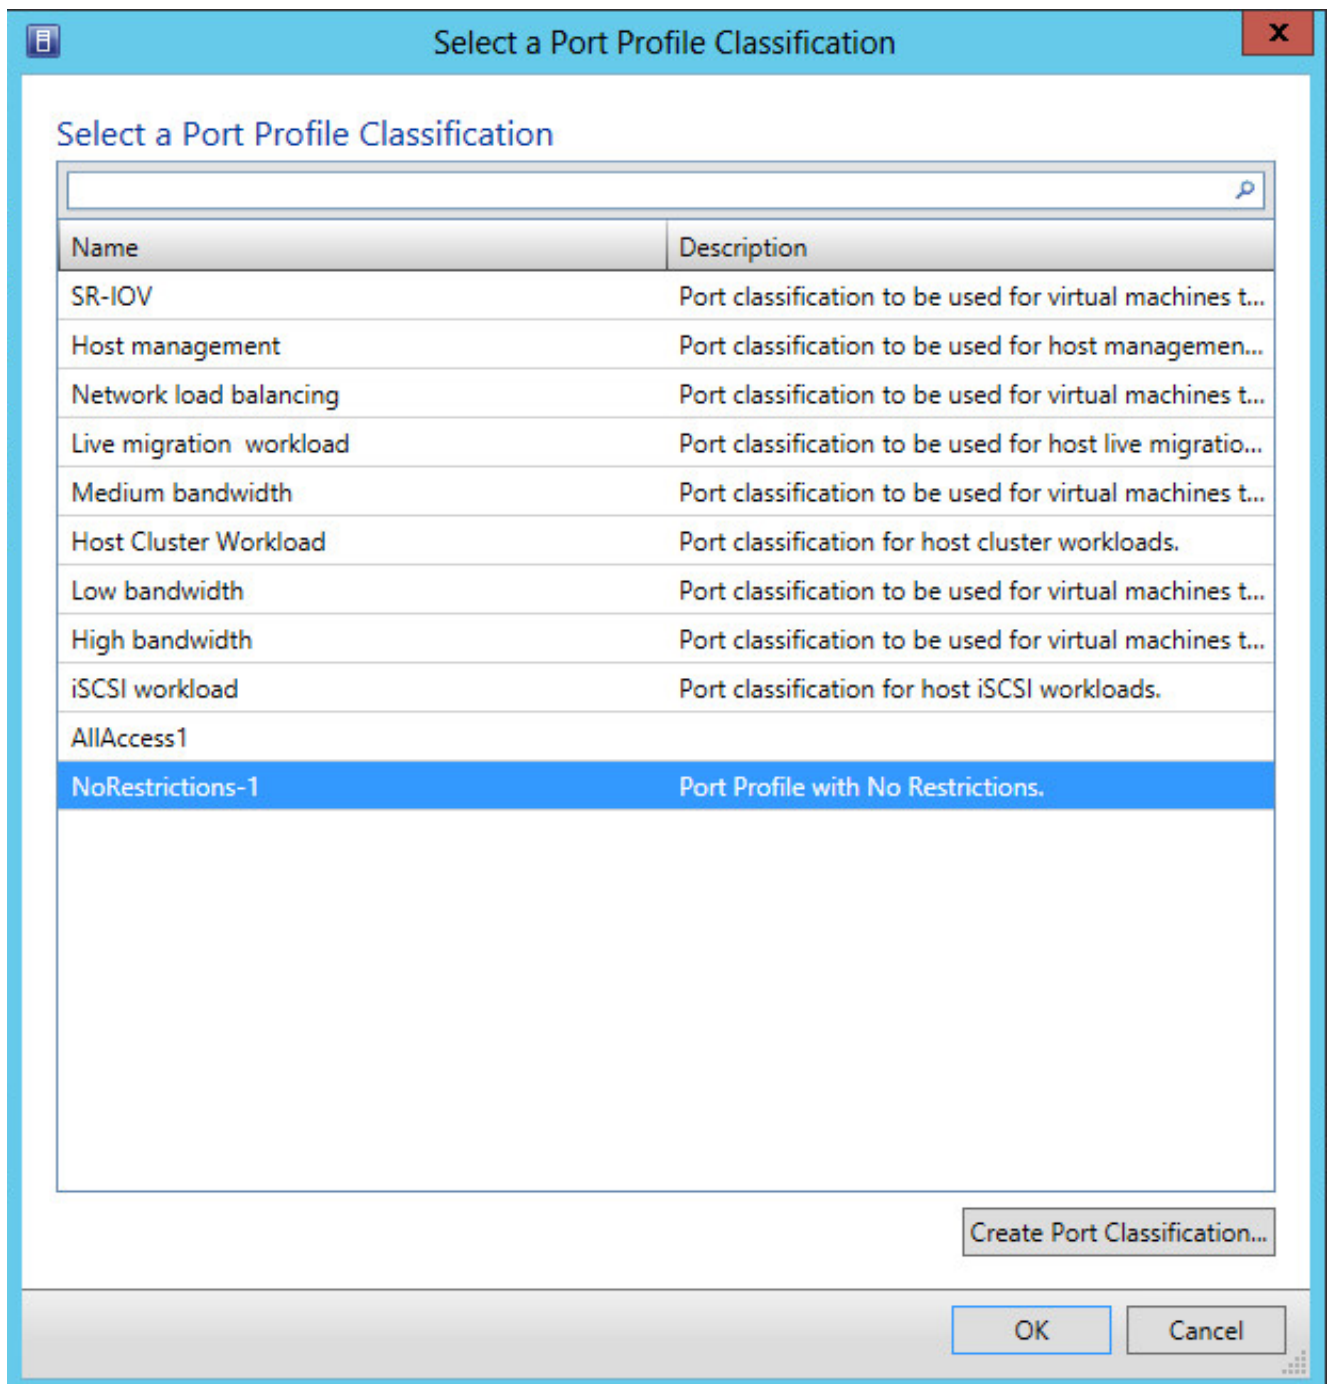 Select a Port Profile Classification
x
Select a Port Profile Classification
Name Description
SR-IOV Port classification to be used for virtual machines t...
Host management Port classification to be used for host managemen...
Network load balancing Port classification to be used for virtual machines t...
Live migration  workload Port classification to be used for host live migratio...
Medium bandwidth Port classification to be used for virtual machines t...
Host Cluster Workload Port classification for host cluster workloads.
Low bandwidth Port classification to be used for virtual machines t...
High bandwidth Port classification to be used for virtual machines t...
iSCSI workload Port classification for host iSCSI workloads.
AllAccess1
NoRestrictions-1 Port Profile with No Restrictions.
Create Port Classification...
OK Cancel